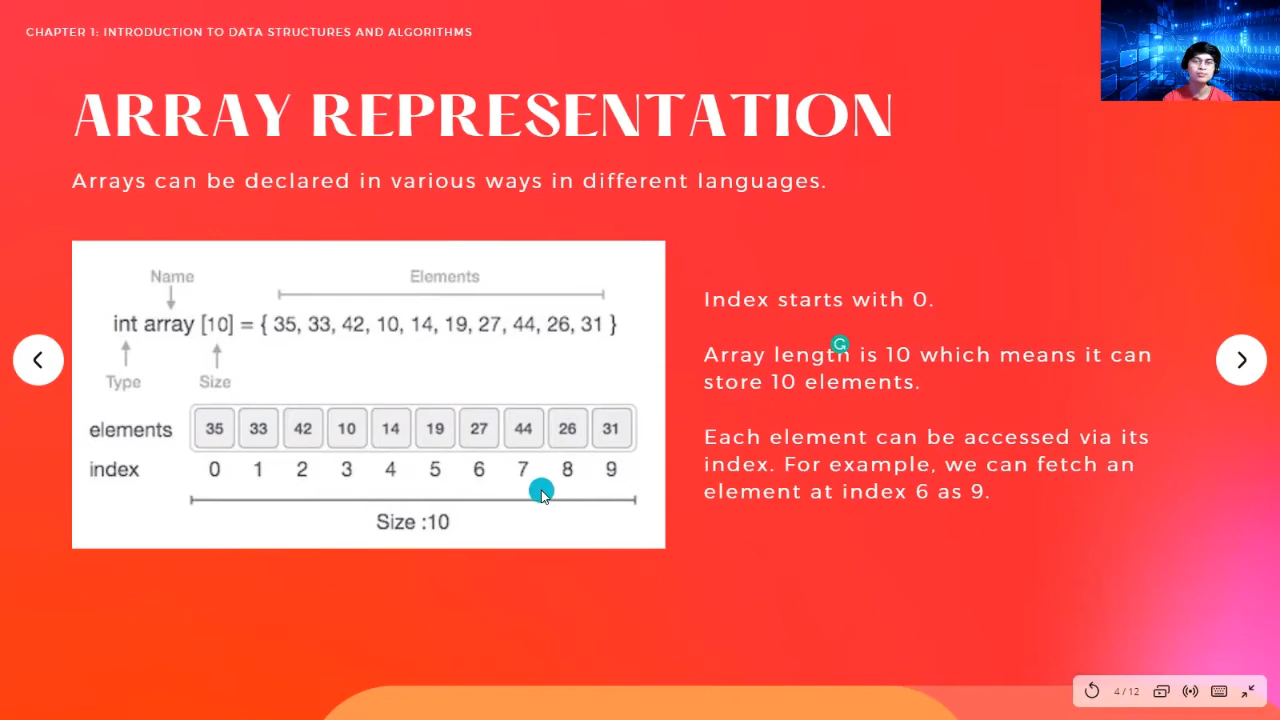 CHAPTER 1: INTRODUCTION TO DATA STRUCTURES AND ALGORITHMS
ARRAY REPRESENTATION
Arrays can be declared in various ways in different languages.
Name
Elements
int array [10] = { 35, 33, 42, 10, 14, 19, 27, 44, 26, 31 }
Type
Size
elements 35 33 42 10 14 19 27 44 26 31
index 0 1 2 3 4 5 6 7 8 9
Size :10
Index starts with 0.
Array length is 10 which means it can
store 10 elements.
Each element can be accessed via its
index. For example, we can fetch an
element at index 6 as 9.
4/12